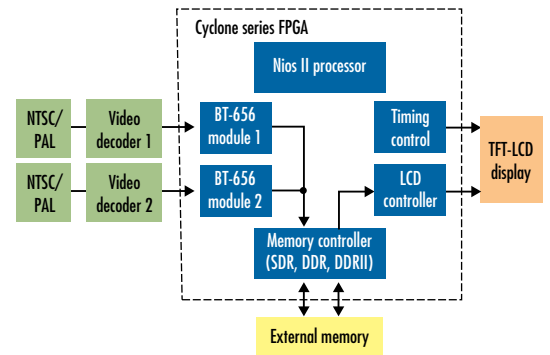 Cyclone series FPGA
Nios II processor
NTSC/
PAL
Video
decoder 1
BT-656
module 1
Timing
control
TFT-LCD
display
NTSC/
PAL
Video
decoder 2
BT-656
module 2
LCD
controller
Memory controller
(SDR, DDR, DDRII)
External memory